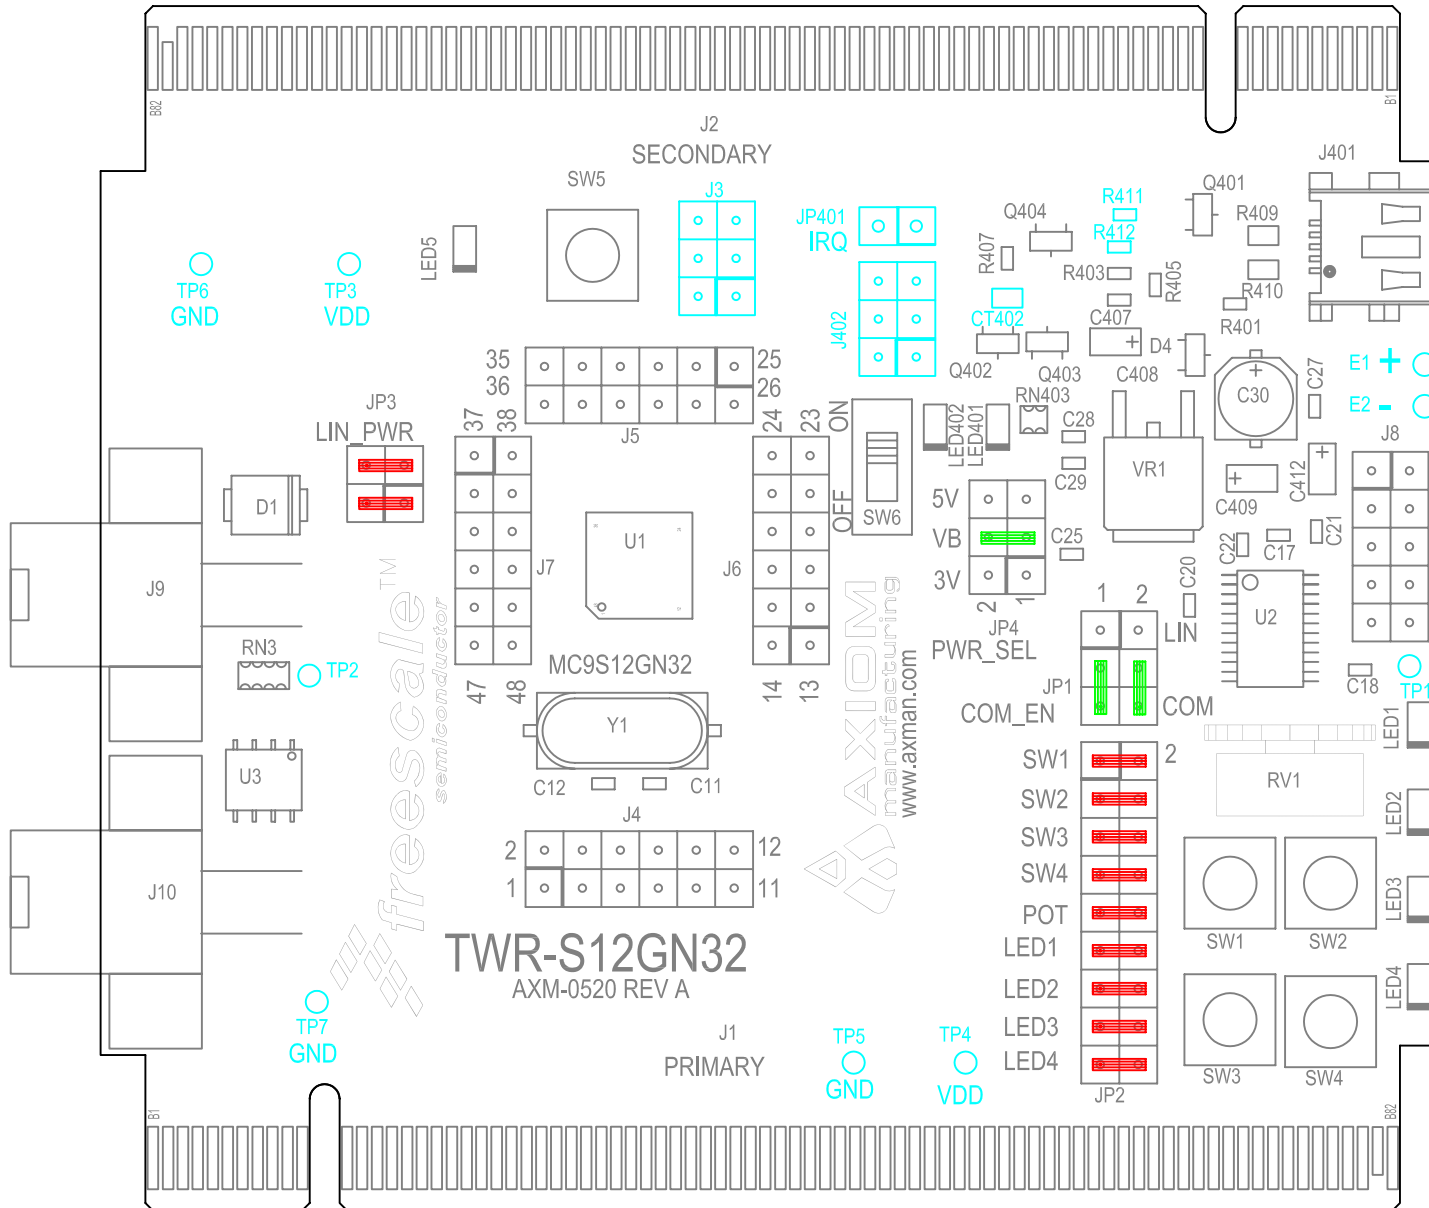 B82
B1
J2
SECONDARY
J401
SW5
J3
JP401
IRQ
Q404
R411
R412
Q401
R409
R407
R403
R405
R410
R401
LED5
TP6
GND
TP3
VDD
J402
CT402
C407
D4
Q402
Q403
C408
RN403
C30
C27
E1 +
E2 -
35
36
25
26
J5
JP3
LIN_PWR
37
38
24
23
ON
OFF
SW6
LED402
LED401
C28
C29
VR1
C409
C412
J8
D1
U1
J7
J6
5V
VB
3V
2
1
JP4
PWR_SEL
C25
C22
C17
C21
C20
U2
J9
RN3
TP2
freescale™
semiconductor
MC9S12GN32
47
48
14
13
AXIOM
manufacturing
www.axman.com
1
2
LIN
JP1
COM_EN
COM
C18
TP1
Y1
C12
C11
U3
J4
2
1
12
11
SW1
2
SW2
SW3
SW4
POT
LED1
LED2
LED3
LED4
JP2
RV1
LED1
LED2
LED3
LED4
SW1
SW2
SW3
SW4
J10
TWR-S12GN32
AXM-0520 REV A
TP7
GND
J1
PRIMARY
TP5
GND
TP4
VDD
B1
B82